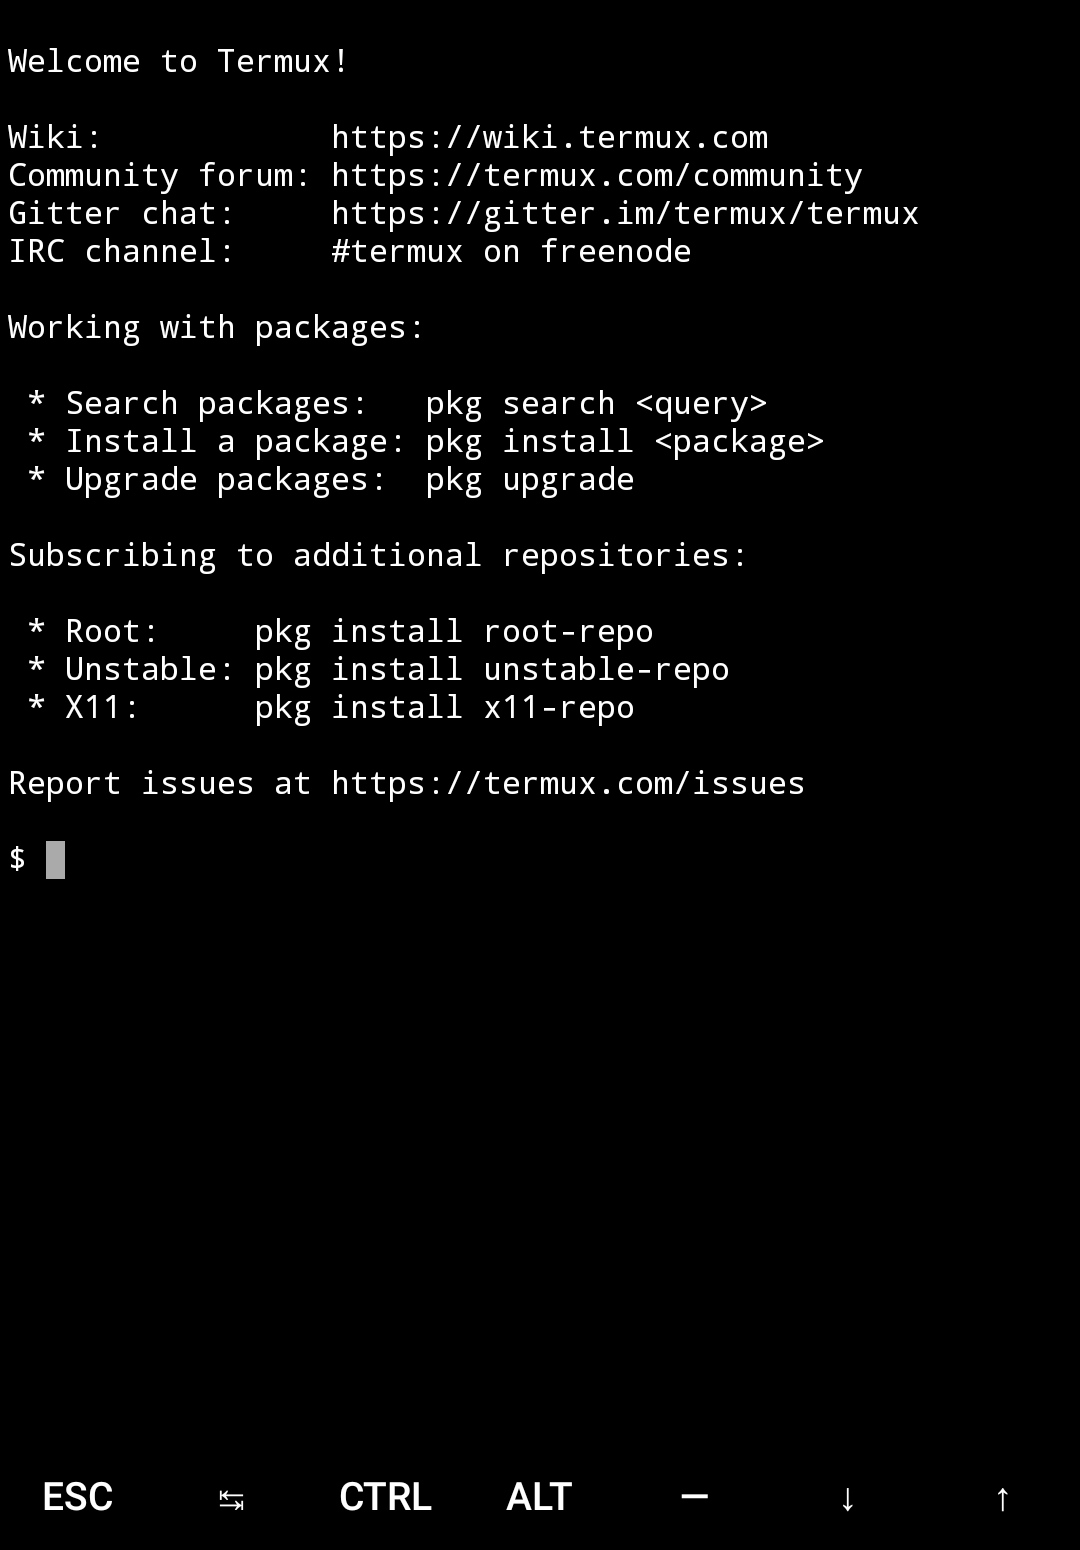 Welcome to Termux!
Wiki:            https://wiki.termux.com
Community forum: https://termux.com/community
Gitter chat:     https://gitter.im/termux/termux
IRC channel:     #termux on freenode
Working with packages:
 * Search packages:   pkg search <query>
 * Install a package: pkg install <package>
 * Upgrade packages:  pkg upgrade
Subscribing to additional repositories:
 * Root:     pkg install root-repo
 * Unstable: pkg install unstable-repo
 * X11:      pkg install x11-repo
Report issues at https://termux.com/issues
$
ESC ↹ CTRL ALT — ↓ ↑